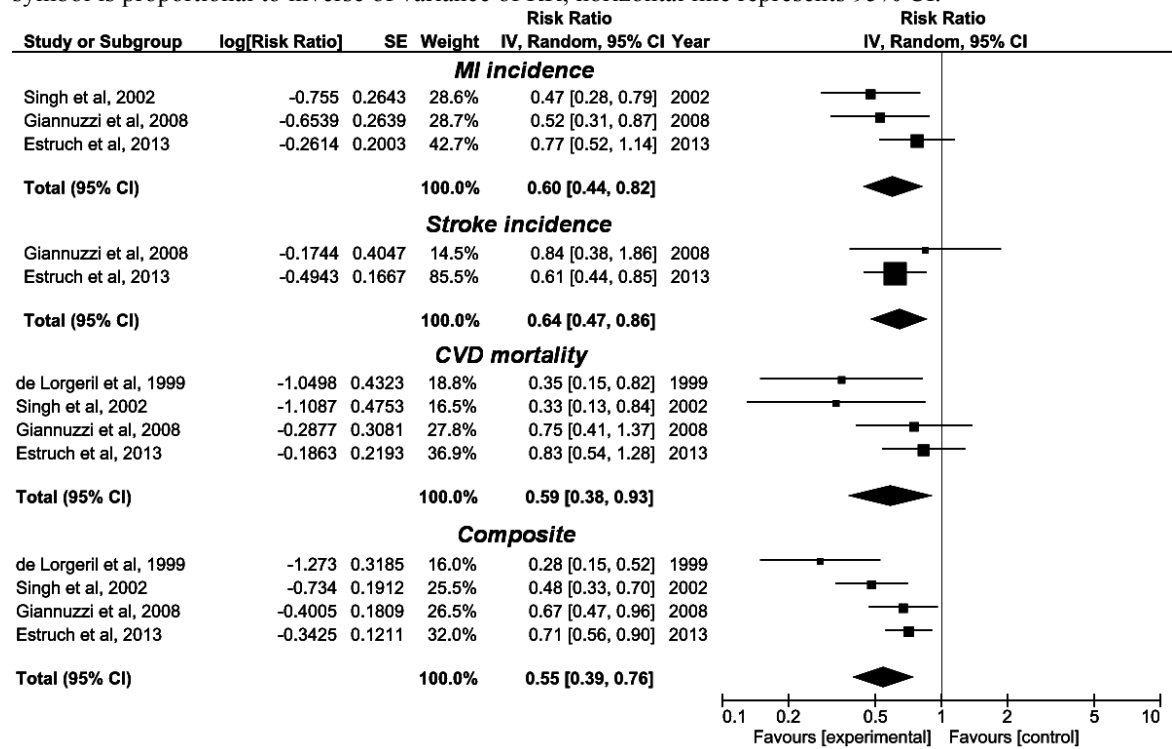 symbol is proportional to inverse of variance of RR; horizontal line represents 95% CI.
Risk Ratio Risk Ratio
Study or Subgroup log[Risk Ratio] SE Weight IV, Random, 95% CI Year IV, Random, 95% CI
MI incidence
Singh et al, 2002 -0.755 0.2643 28.6% 0.47 [0.28, 0.79] 2002
Giannuzzi et al, 2008 -0.6539 0.2639 28.7% 0.52 [0.31, 0.87] 2008
Estruch et al, 2013 -0.2614 0.2003 42.7% 0.77 [0.52, 1.14] 2013
Total (95% CI) 100.0% 0.60 [0.44, 0.82]
Stroke incidence
Giannuzzi et al, 2008 -0.1744 0.4047 14.5% 0.84 [0.38, 1.86] 2008
Estruch et al, 2013 -0.4943 0.1667 85.5% 0.61 [0.44, 0.85] 2013
Total (95% CI) 100.0% 0.64 [0.47, 0.86]
CVD mortality
de Lorgeril et al, 1999 -1.0498 0.4323 18.8% 0.35 [0.15, 0.82] 1999
Singh et al, 2002 -1.1087 0.4753 16.5% 0.33 [0.13, 0.84] 2002
Giannuzzi et al, 2008 -0.2877 0.3081 27.8% 0.75 [0.41, 1.37] 2008
Estruch et al, 2013 -0.1863 0.2193 36.9% 0.83 [0.54, 1.28] 2013
Total (95% CI) 100.0% 0.59 [0.38, 0.93]
Composite
de Lorgeril et al, 1999 -1.273 0.3185 16.0% 0.28 [0.15, 0.52] 1999
Singh et al, 2002 -0.734 0.1912 25.5% 0.48 [0.33, 0.70] 2002
Giannuzzi et al, 2008 -0.4005 0.1809 26.5% 0.67 [0.47, 0.96] 2008
Estruch et al, 2013 -0.3425 0.1211 32.0% 0.71 [0.56, 0.90] 2013
Total (95% CI) 100.0% 0.55 [0.39, 0.76]
0.1 0.2 0.5 1 2 5 10
Favours [experimental] Favours [control]